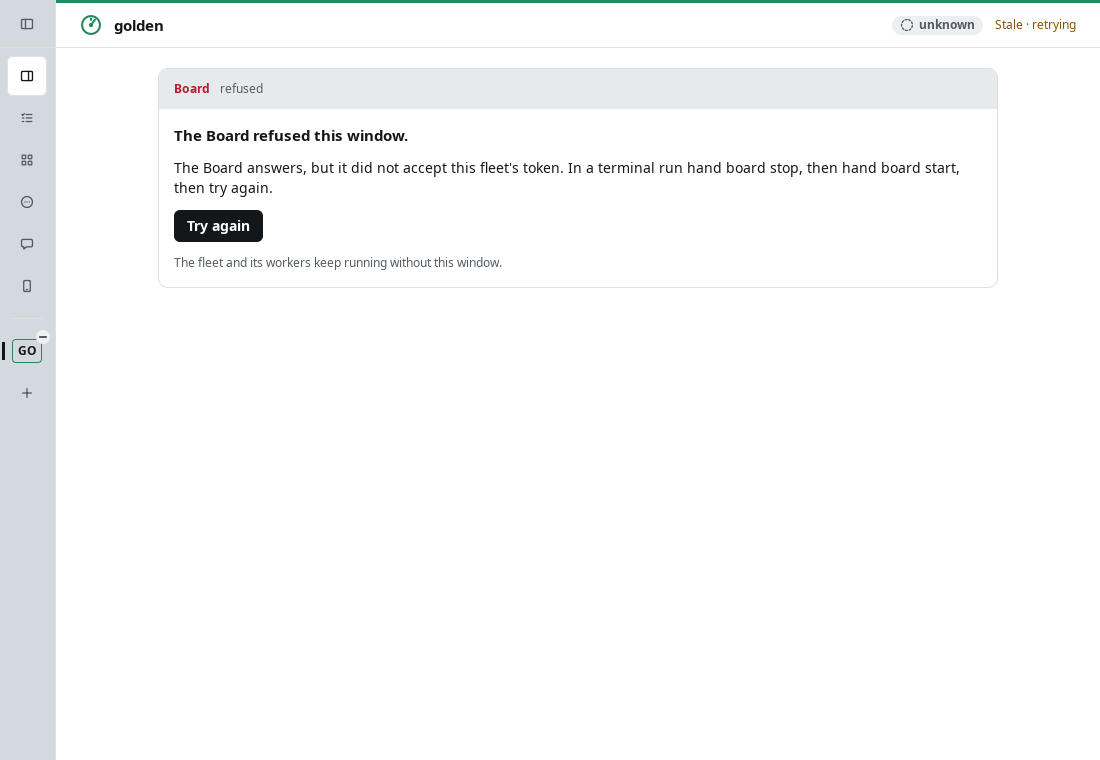 golden
unknown
Stale · retrying
Board refused
The Board refused this window.
The Board answers, but it did not accept this fleet's token. In a terminal run hand board stop, then hand board start,
then try again.
Try again
The fleet and its workers keep running without this window.
GO